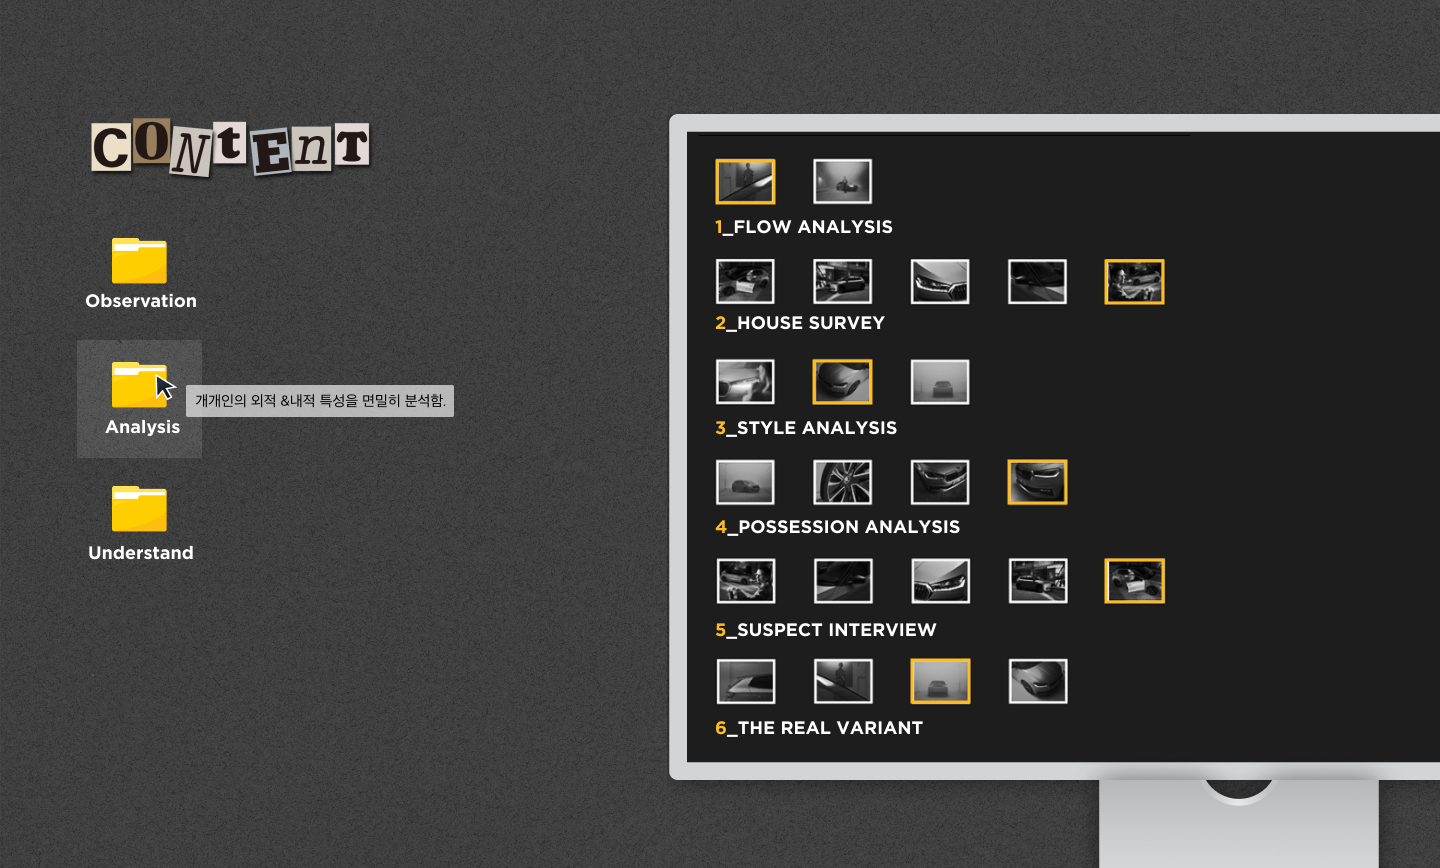 CONtEnT
Observation
Analysis
개개인의 외적 &내적 특성을 면밀히 분석함.
Understand
1_FLOW ANALYSIS
2_HOUSE SURVEY
3_STYLE ANALYSIS
4_POSSESSION ANALYSIS
5_SUSPECT INTERVIEW
6_THE REAL VARIANT